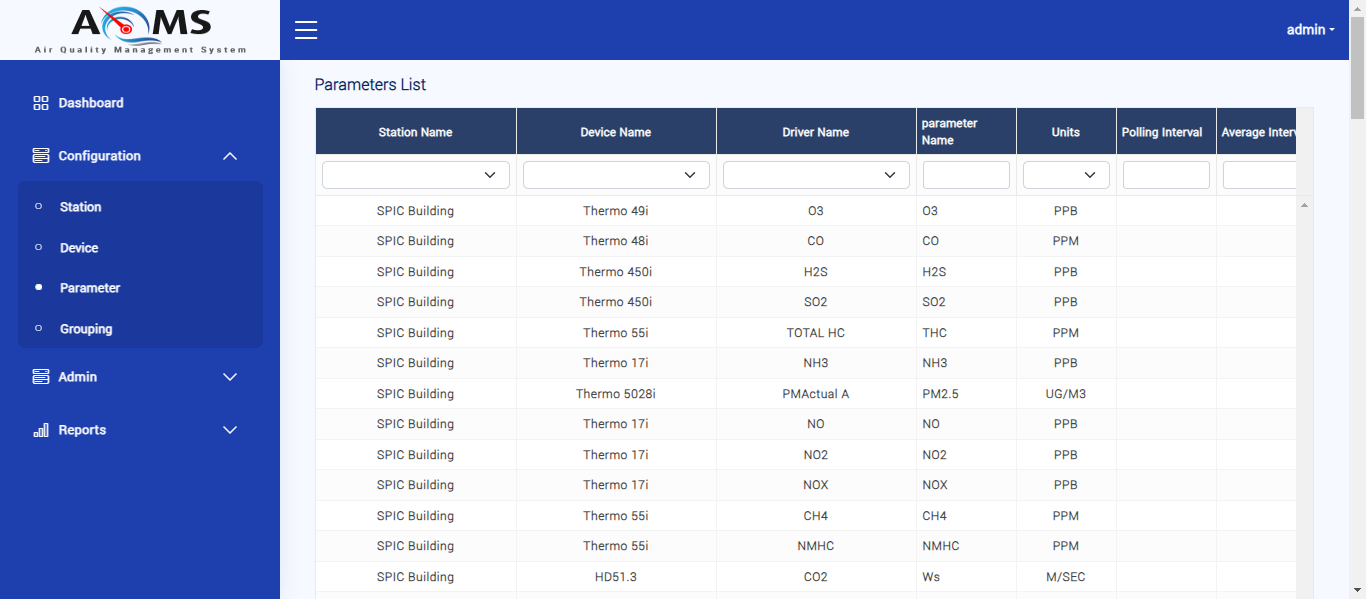 AQMS
Air Quality Management System
admin
Dashboard
Configuration
Station
Device
Parameter
Grouping
Admin
Reports
Parameters List
Station Name Device Name Driver Name parameter Name Units Polling Interval Average Interv
SPIC Building Thermo 49i O3 O3 PPB
SPIC Building Thermo 48i CO CO PPM
SPIC Building Thermo 450i H2S H2S PPB
SPIC Building Thermo 450i SO2 SO2 PPB
SPIC Building Thermo 55i TOTAL HC THC PPM
SPIC Building Thermo 17i NH3 NH3 PPB
SPIC Building Thermo 5028i PMActual A PM2.5 UG/M3
SPIC Building Thermo 17i NO NO PPB
SPIC Building Thermo 17i NO2 NO2 PPB
SPIC Building Thermo 17i NOX NOX PPB
SPIC Building Thermo 55i CH4 CH4 PPM
SPIC Building Thermo 55i NMHC NMHC PPM
SPIC Building HD51.3 CO2 Ws M/SEC